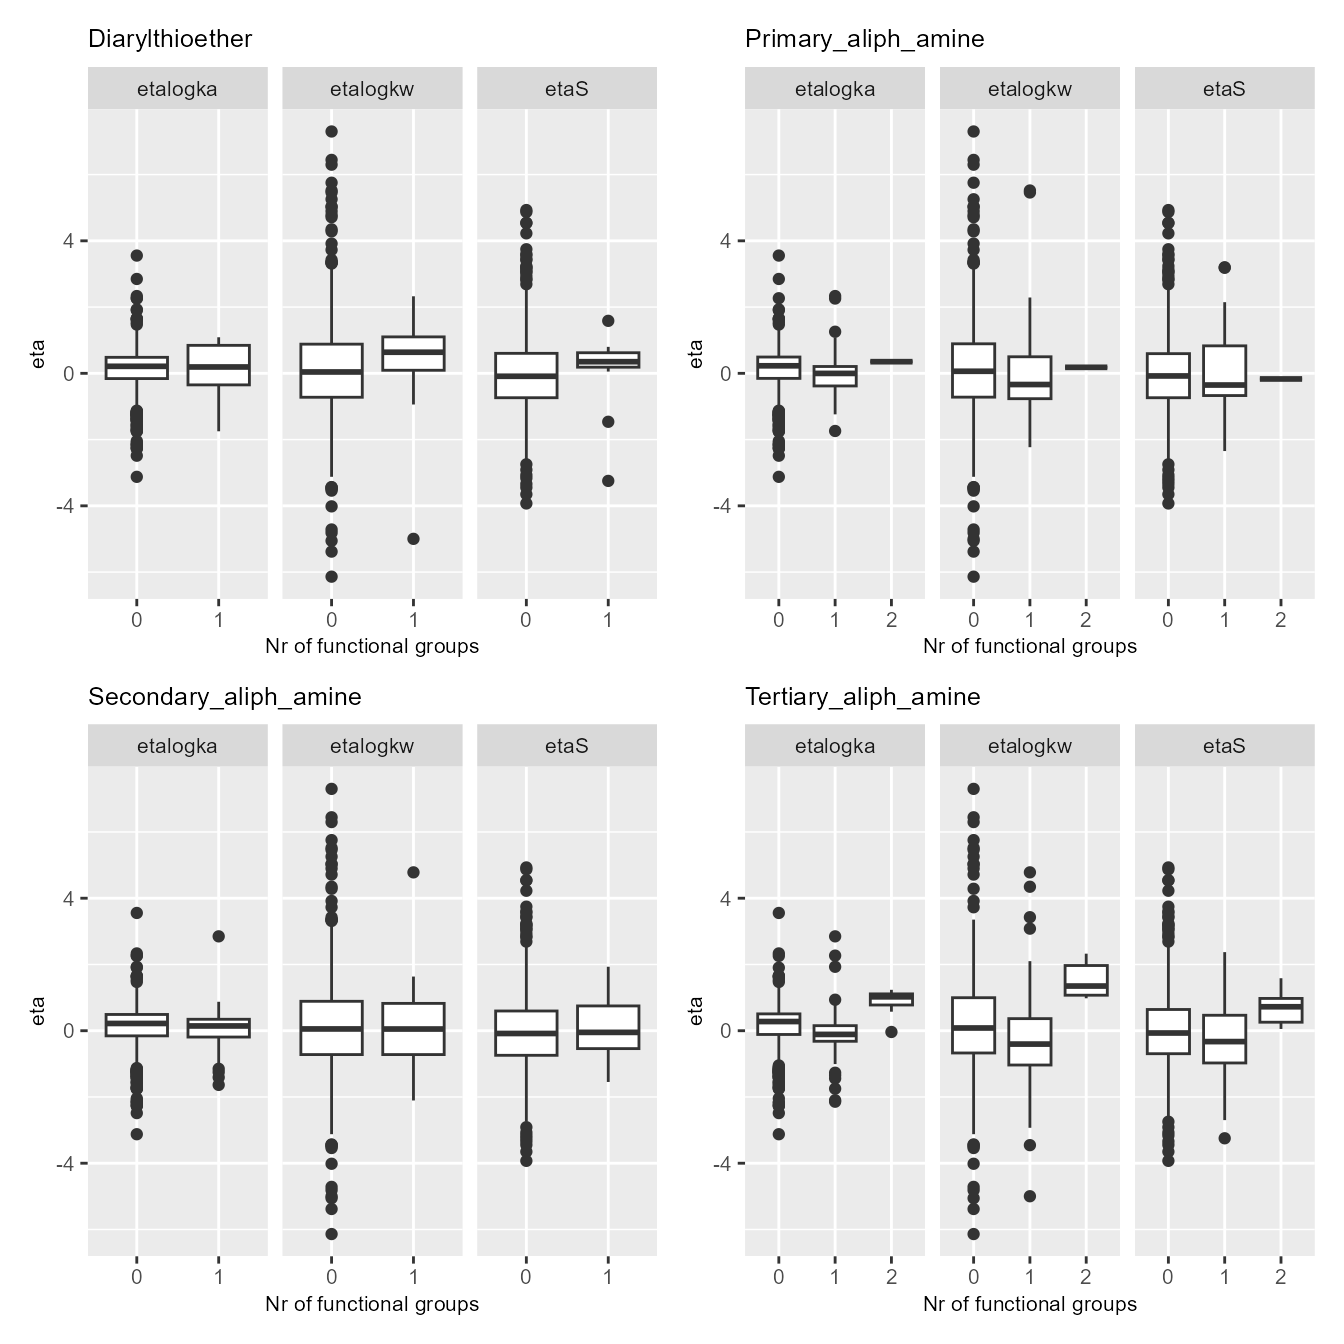 Diarylthioether
etalogka etalogkw etaS
eta
4
0
-4
0 1 0 1 0 1
Nr of functional groups
Primary_aliph_amine
etalogka etalogkw etaS
eta
4
0
-4
0 1 2 0 1 2 0 1 2
Nr of functional groups
Secondary_aliph_amine
etalogka etalogkw etaS
eta
4
0
-4
0 1 0 1 0 1
Nr of functional groups
Tertiary_aliph_amine
etalogka etalogkw etaS
eta
4
0
-4
0 1 2 0 1 2 0 1 2
Nr of functional groups